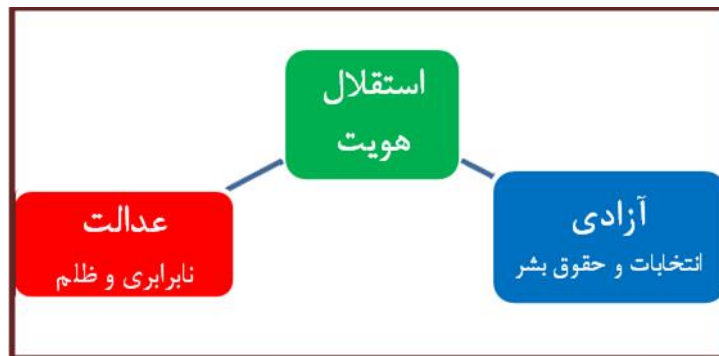 استقلال
هویت
آزادی
انتخابات و حقوق بشر
عدالت
نابرابری و ظلم